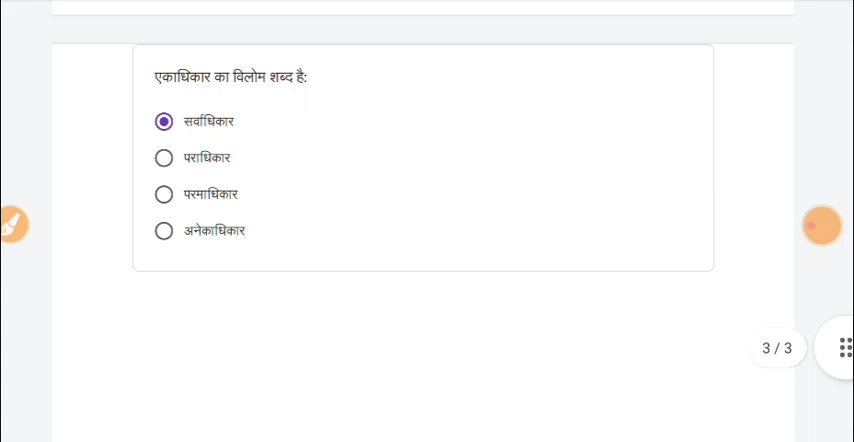 एकाधिकार का विलोम शब्द है:
सर्वाधिकार
पराधिकार
परमाधिकार
अनेकाधिकार
3 / 3